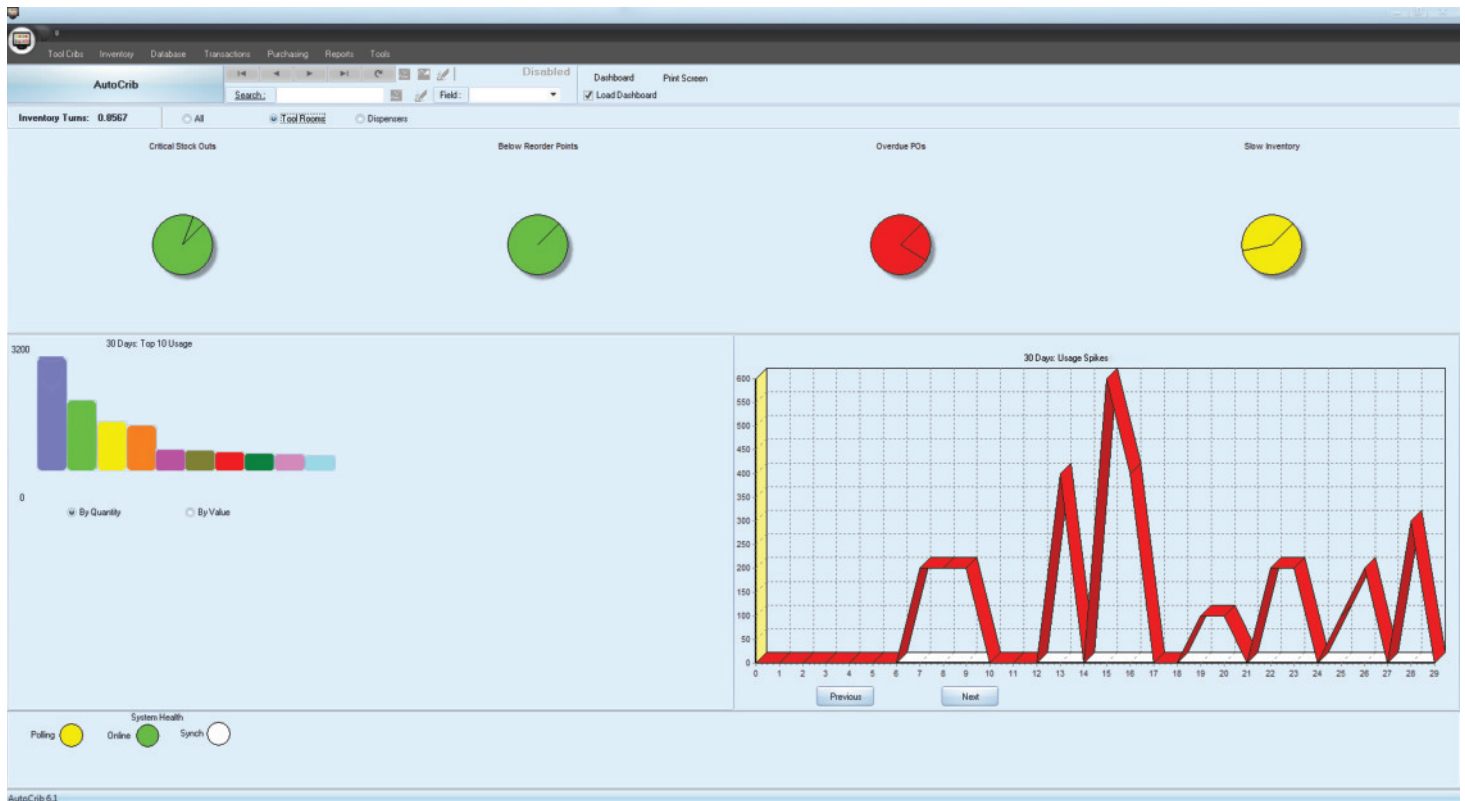 Tool Cribs Inventory Database Transactions Purchasing Reports Tools
AutoCrib
Disabled
Dashboard Print Screen
Search: Field: Load Dashboard
Inventory Turns: 0.8567 All Tool Rooms Dispensers
Critical Stock Outs Below Reorder Points Overdue POs Slow Inventory
30 Days: Top 10 Usage
3200
0
By Quantity By Value
30 Days: Usage Spikes
600
550
500
450
400
350
300
250
200
150
100
50
0
0 1 2 3 4 5 6 7 8 9 10 11 12 13 14 15 16 17 18 19 20 21 22 23 24 25 26 27 28 29
Previous Next
System Health
Polling Online Synch
AutoCrib 6.1